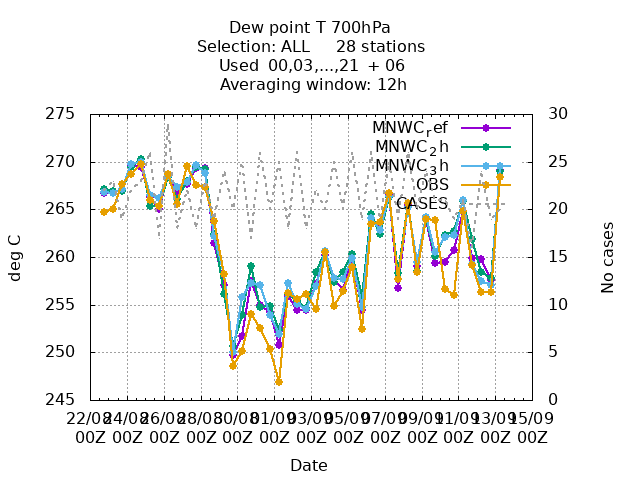 Dew point T 700hPa
Selection: ALL     28 stations
Used  00,03,...,21  + 06
Averaging window: 12h
275
270
265
260
255
250
245
30
25
20
15
10
5
0
deg C
No cases
MNWC_ref
MNWC_2h
MNWC_3h
OBS
CASES
22/08 24/08 26/08 28/08 30/08 01/09 03/09 05/09 07/09 09/09 11/09 13/09 15/09
00Z 00Z 00Z 00Z 00Z 00Z 00Z 00Z 00Z 00Z 00Z 00Z 00Z
Date